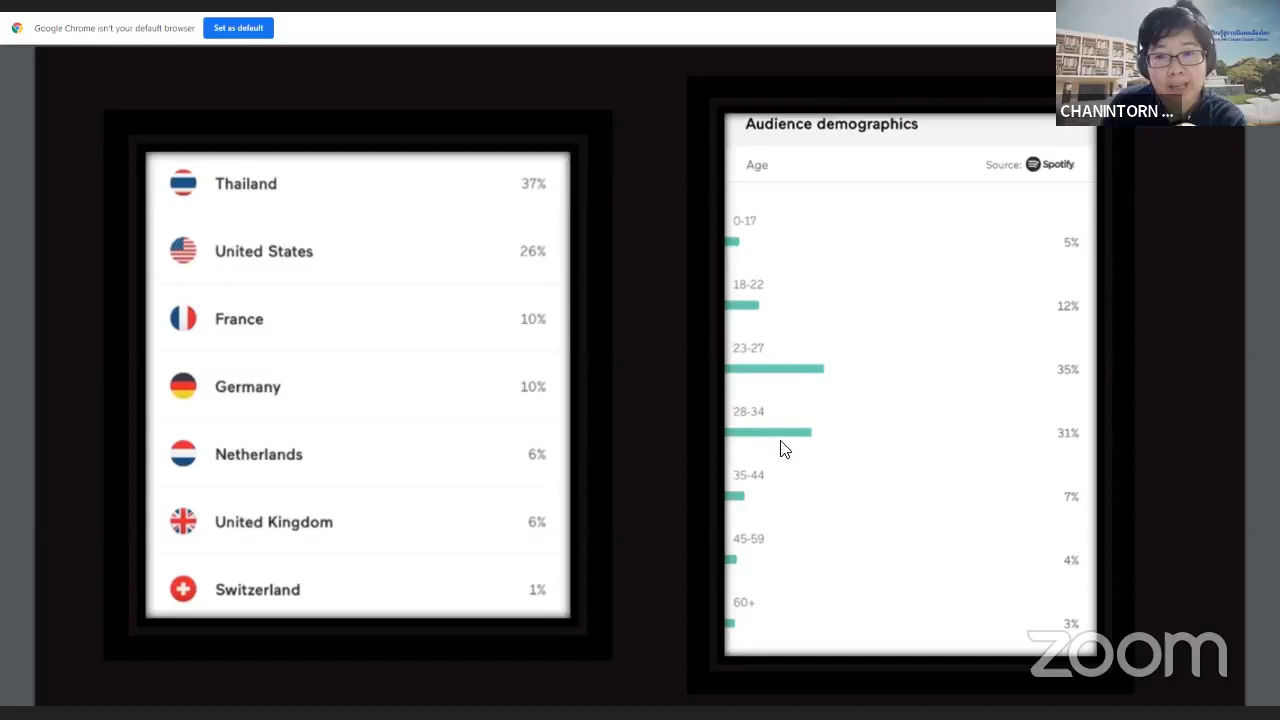 Google Chrome isn't your default browser
Set as default
CHANINTORN ...
Thailand 37%
United States 26%
France 10%
Germany 10%
Netherlands 6%
United Kingdom 6%
Switzerland 1%
Audience demographics
Age Source: Spotify
0-17
5%
18-22
12%
23-27
35%
28-34
31%
35-44
7%
45-59
4%
60+
3%
zoom